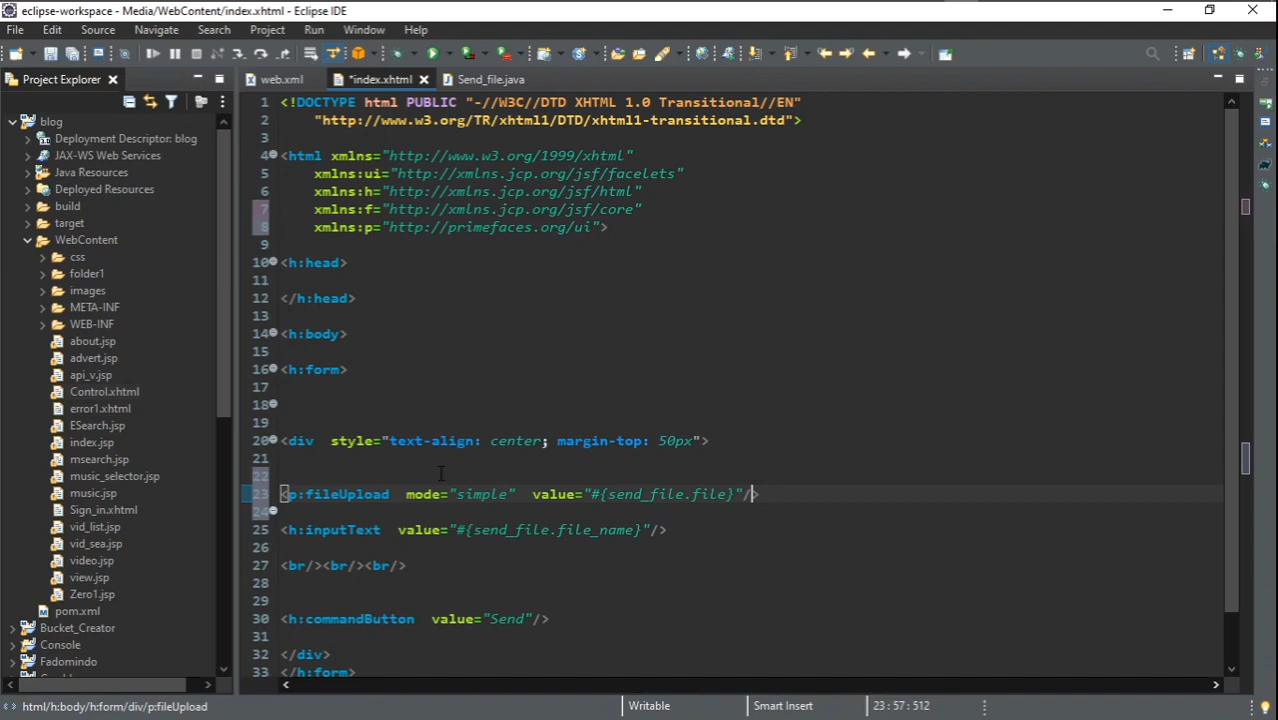 eclipse-workspace - Media/WebContent/index.xhtml - Eclipse IDE
File Edit Source Navigate Search Project Run Window Help
Project Explorer
web.xml *index.xhtml Send_file.java
blog
Deployment Descriptor: blog
JAX-WS Web Services
Java Resources
Deployed Resources
build
target
WebContent
css
folder1
images
META-INF
WEB-INF
about.jsp
advert.jsp
api_v.jsp
Control.xhtml
error1.xhtml
ESearch.jsp
index.jsp
msearch.jsp
music_selector.jsp
music.jsp
Sign_in.xhtml
vid_list.jsp
vid_sea.jsp
video.jsp
view.jsp
Zero1.jsp
pom.xml
Bucket_Creator
Console
Fadomindo
1 <!DOCTYPE html PUBLIC "-//W3C//DTD XHTML 1.0 Transitional//EN"
2 "http://www.w3.org/TR/xhtml1/DTD/xhtml1-transitional.dtd">
3
4 <html xmlns="http://www.w3.org/1999/xhtml"
5 xmlns:ui="http://xmlns.jcp.org/jsf/facelets"
6 xmlns:h="http://xmlns.jcp.org/jsf/html"
7 xmlns:f="http://xmlns.jcp.org/jsf/core"
8 xmlns:p="http://primefaces.org/ui">
9
10 <h:head>
11
12 </h:head>
13
14 <h:body>
15
16 <h:form>
17
18
19
20 <div style="text-align: center; margin-top: 50px">
21
22
23 <p:fileUpload mode="simple" value="#{send_file.file}"/>
24
25 <h:inputText value="#{send_file.file_name}"/>
26
27 <br/><br/><br/>
28
29
30 <h:commandButton value="Send"/>
31
32 </div>
33 </h:form>
html/h:body/h:form/div/p:fileUpload Writable Smart Insert 23 : 57 : 512